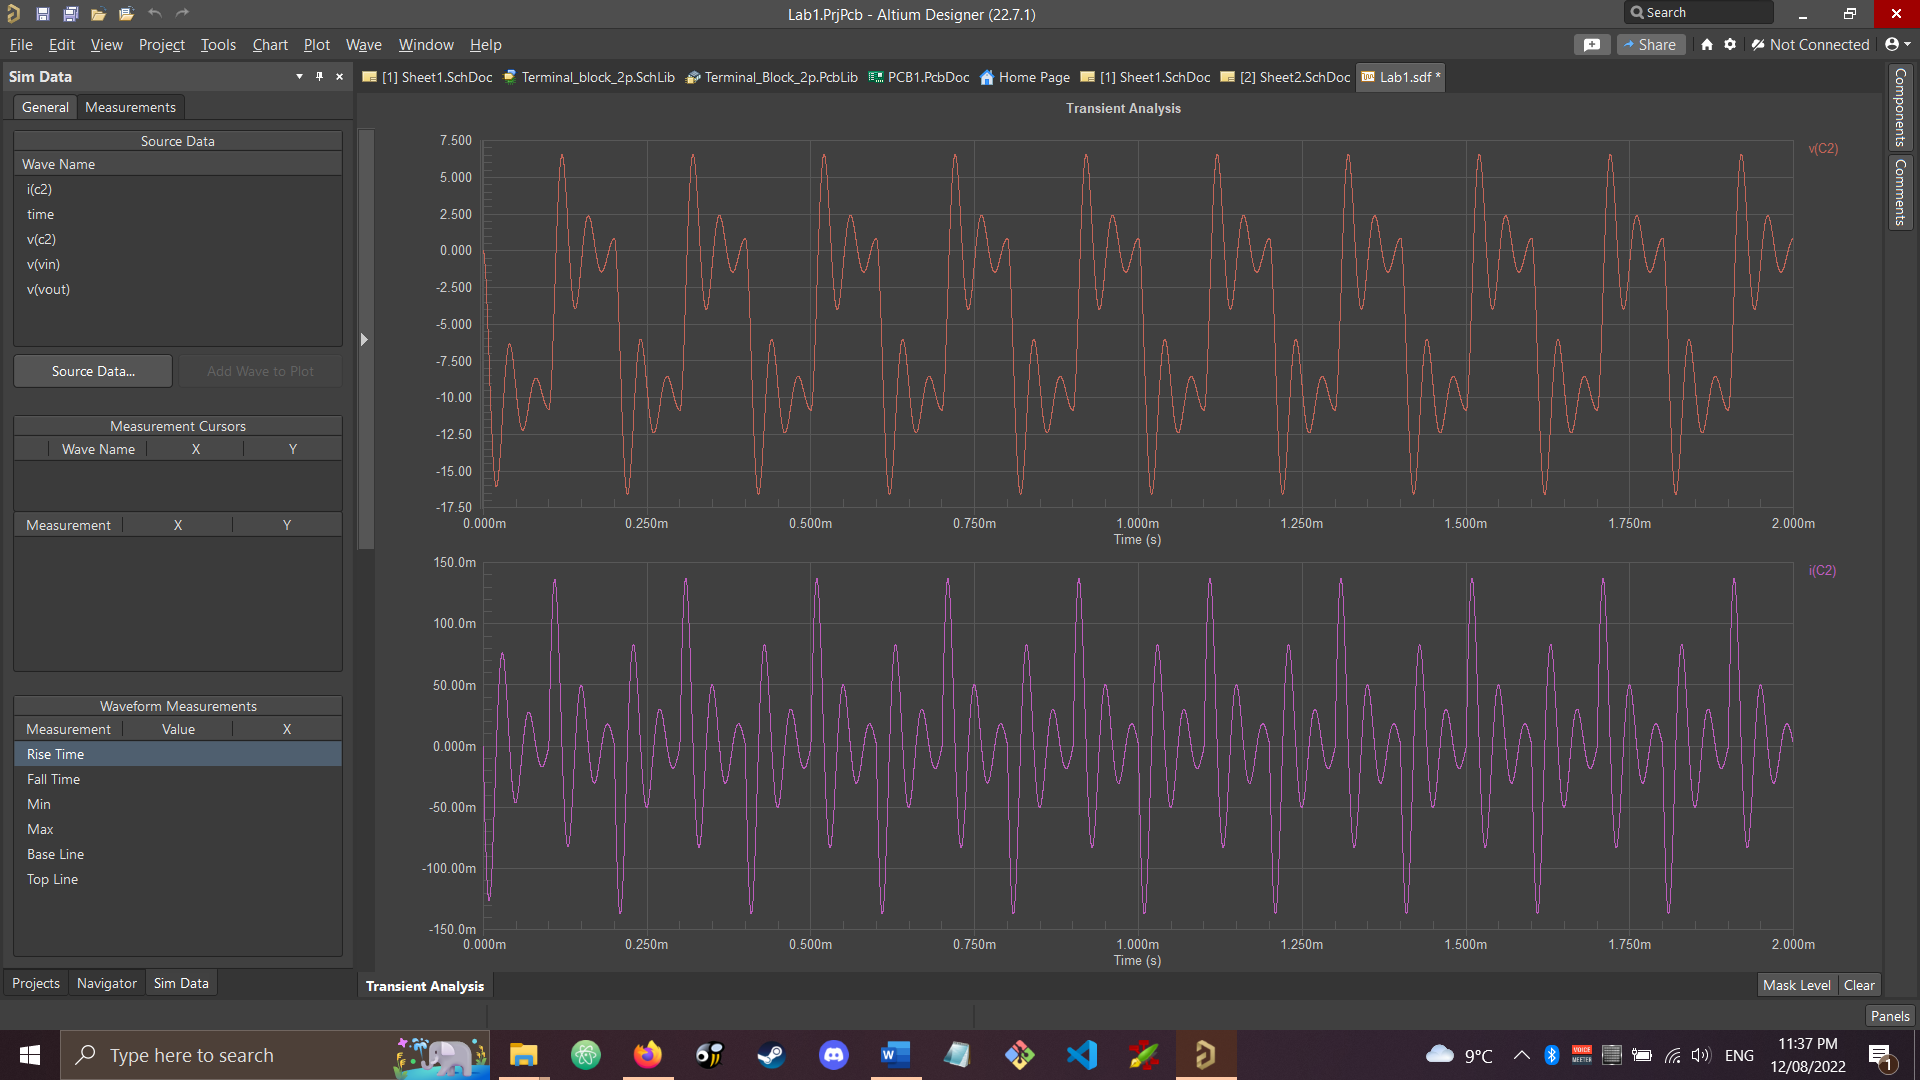 Lab1.PrjPcb - Altium Designer (22.7.1)
Search
File Edit View Project Tools Chart Plot Wave Window Help
Share
Not Connected
Sim Data
[1] Sheet1.SchDoc Terminal_block_2p.SchLib Terminal_Block_2p.PcbLib PCB1.PcbDoc Home Page [1] Sheet1.SchDoc [2] Sheet2.SchDoc Lab1.sdf *
General Measurements
Source Data
Wave Name
i(c2)
time
v(c2)
v(vin)
v(vout)
Source Data... Add Wave to Plot
Measurement Cursors
Wave Name X Y
Measurement X Y
Waveform Measurements
Measurement Value X
Rise Time
Fall Time
Min
Max
Base Line
Top Line
Projects Navigator Sim Data
Transient Analysis
v(C2)
7.500
5.000
2.500
0.000
-2.500
-5.000
-7.500
-10.00
-12.50
-15.00
-17.50
0.000m 0.250m 0.500m 0.750m 1.000m 1.250m 1.500m 1.750m 2.000m
Time (s)
i(C2)
150.0m
100.0m
50.00m
0.000m
-50.00m
-100.00m
-150.0m
0.000m 0.250m 0.500m 0.750m 1.000m 1.250m 1.500m 1.750m 2.000m
Time (s)
Transient Analysis
Mask Level Clear
Components
Comments
Panels
Type here to search
W
VOICE
MEETER
9°C
ENG
11:37 PM
12/08/2022
1